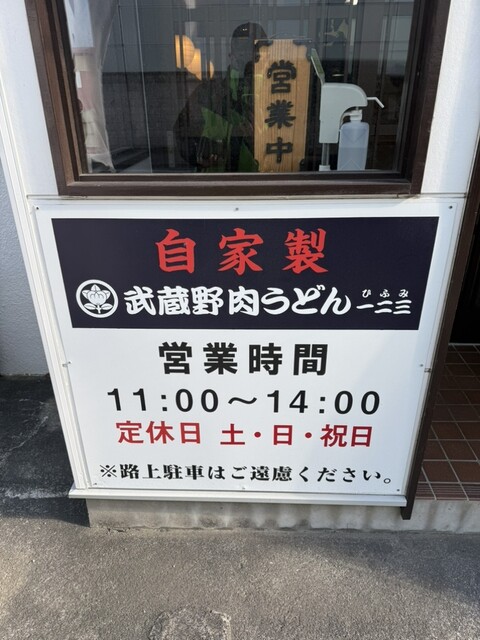 営業中
自家製
武蔵野肉うどん 一二三
ひふみ
営業時間
11:00～14:00
定休日 土・日・祝日
※路上駐車はご遠慮ください。